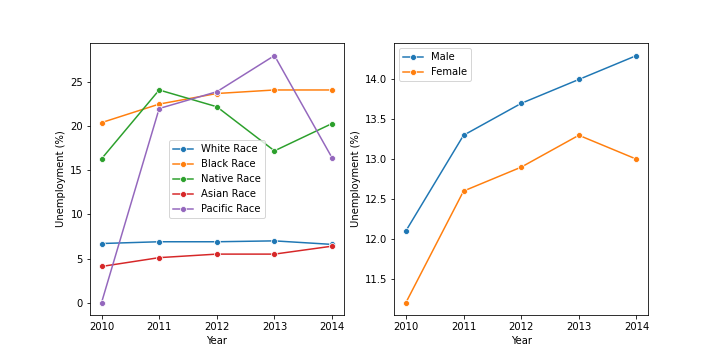 Unemployment (%)
25
20
15
10
5
0
White Race
Black Race
Native Race
Asian Race
Pacific Race
2010 2011 2012 2013 2014
Year
Unemployment (%)
14.0
13.5
13.0
12.5
12.0
11.5
Male
Female
2010 2011 2012 2013 2014
Year